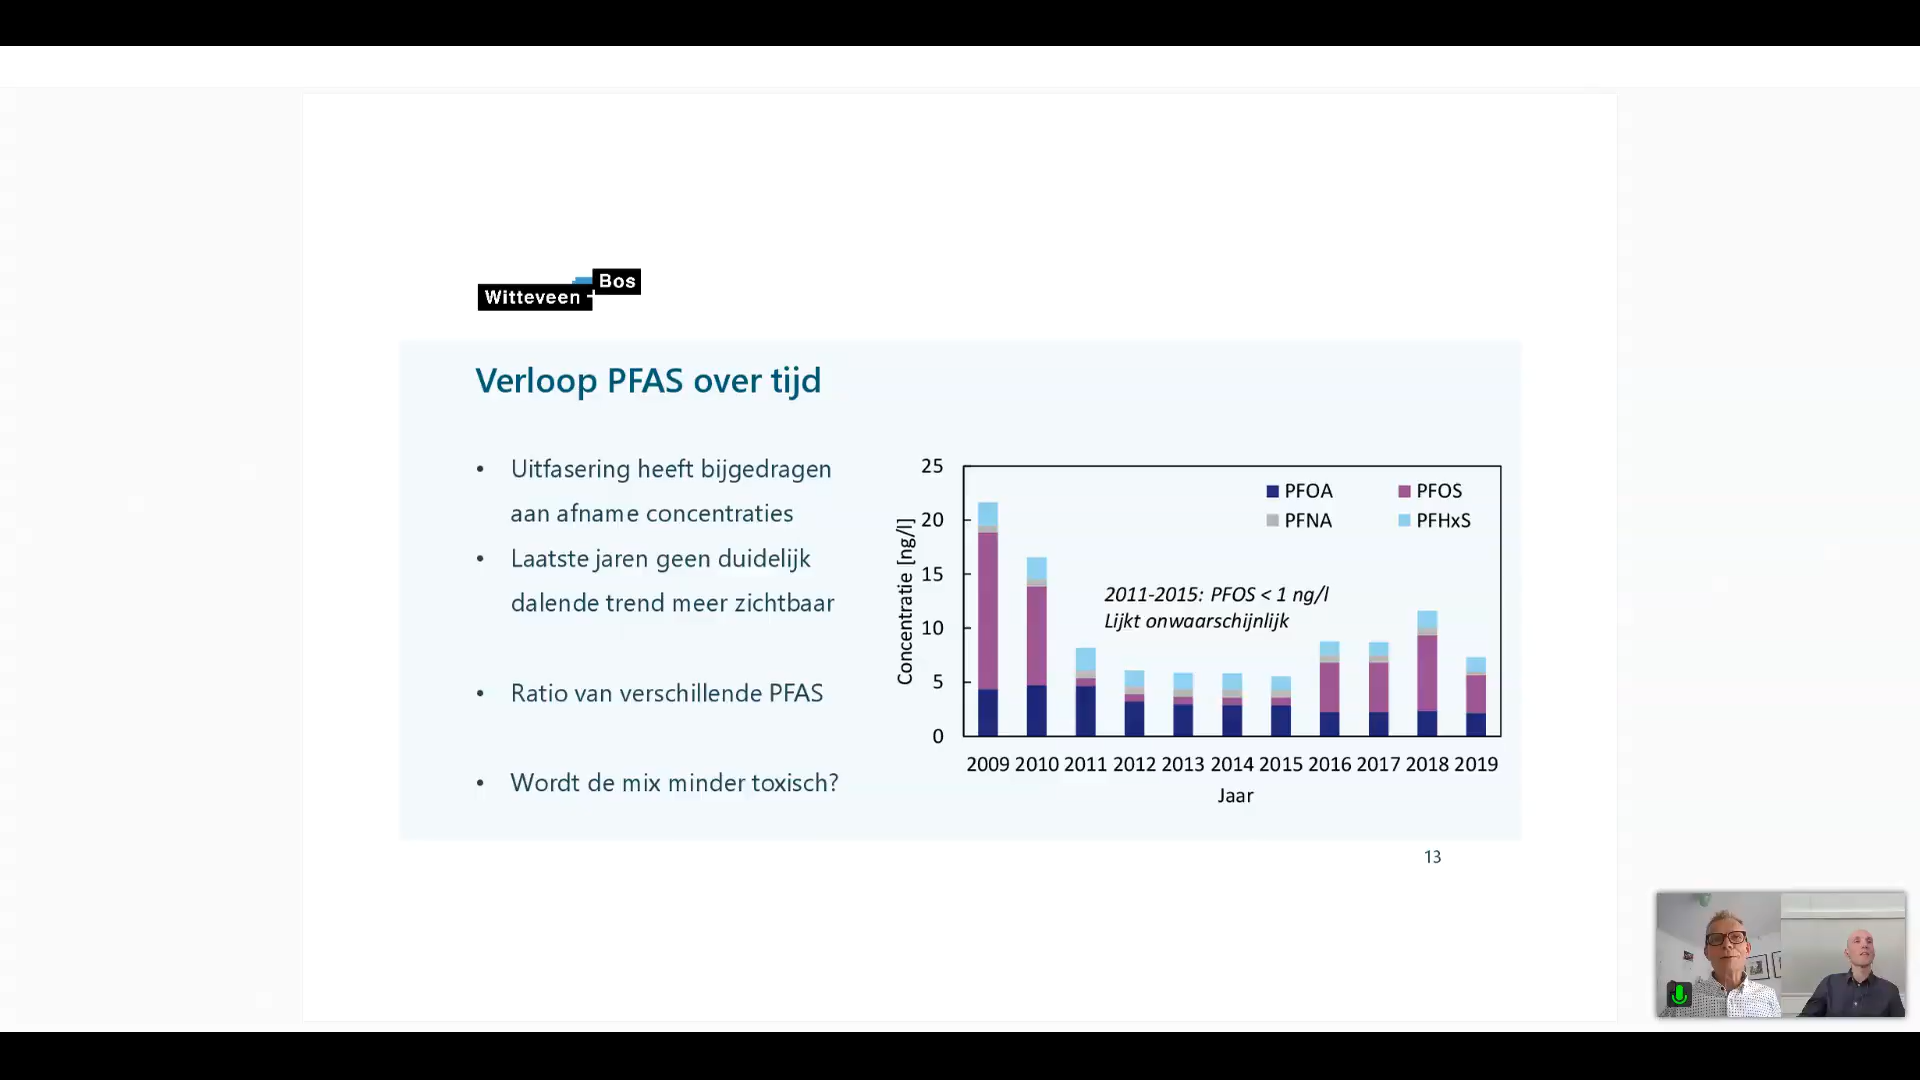 Witteveen + Bos
Verloop PFAS over tijd
• Uitfasering heeft bijgedragen
aan afname concentraties
• Laatste jaren geen duidelijk
dalende trend meer zichtbaar
• Ratio van verschillende PFAS
• Wordt de mix minder toxisch?
Concentratie [ng/l]
25
20
15
10
5
0
PFOA PFOS
PFNA PFHxS
2011-2015: PFOS < 1 ng/l
Lijkt onwaarschijnlijk
2009 2010 2011 2012 2013 2014 2015 2016 2017 2018 2019
Jaar
13